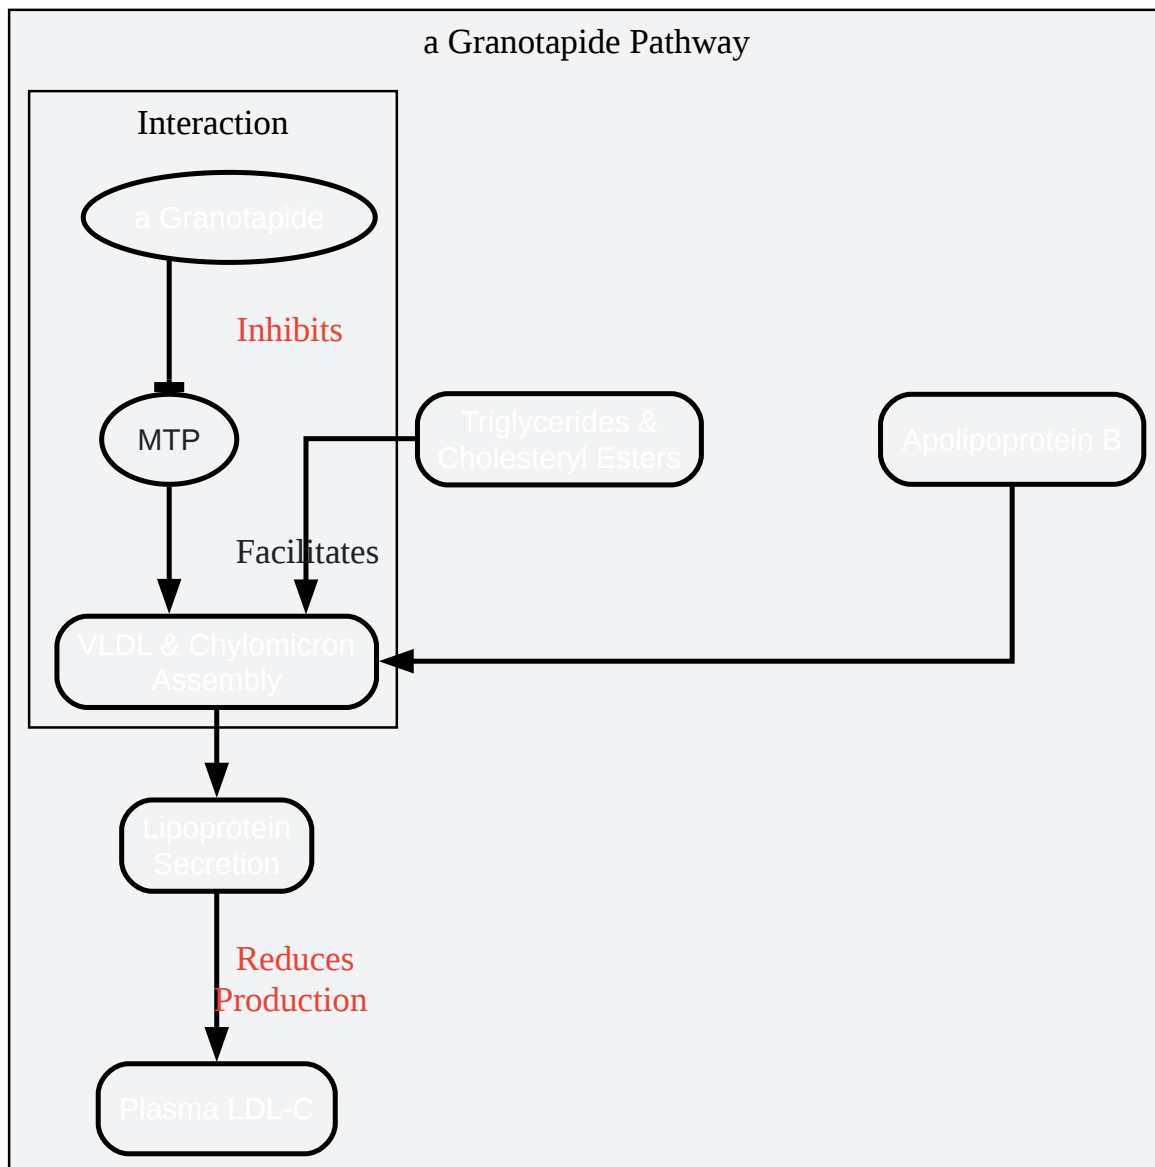 a Granotapide Pathway
Interaction
a Granotapide
Inhibits
MTP
Triglycerides &
Cholesteryl Esters
Apolipoprotein B
Facilitates
VLDL & Chylomicron
Assembly
Lipoprotein
Secretion
Reduces
Production
Plasma LDL-C